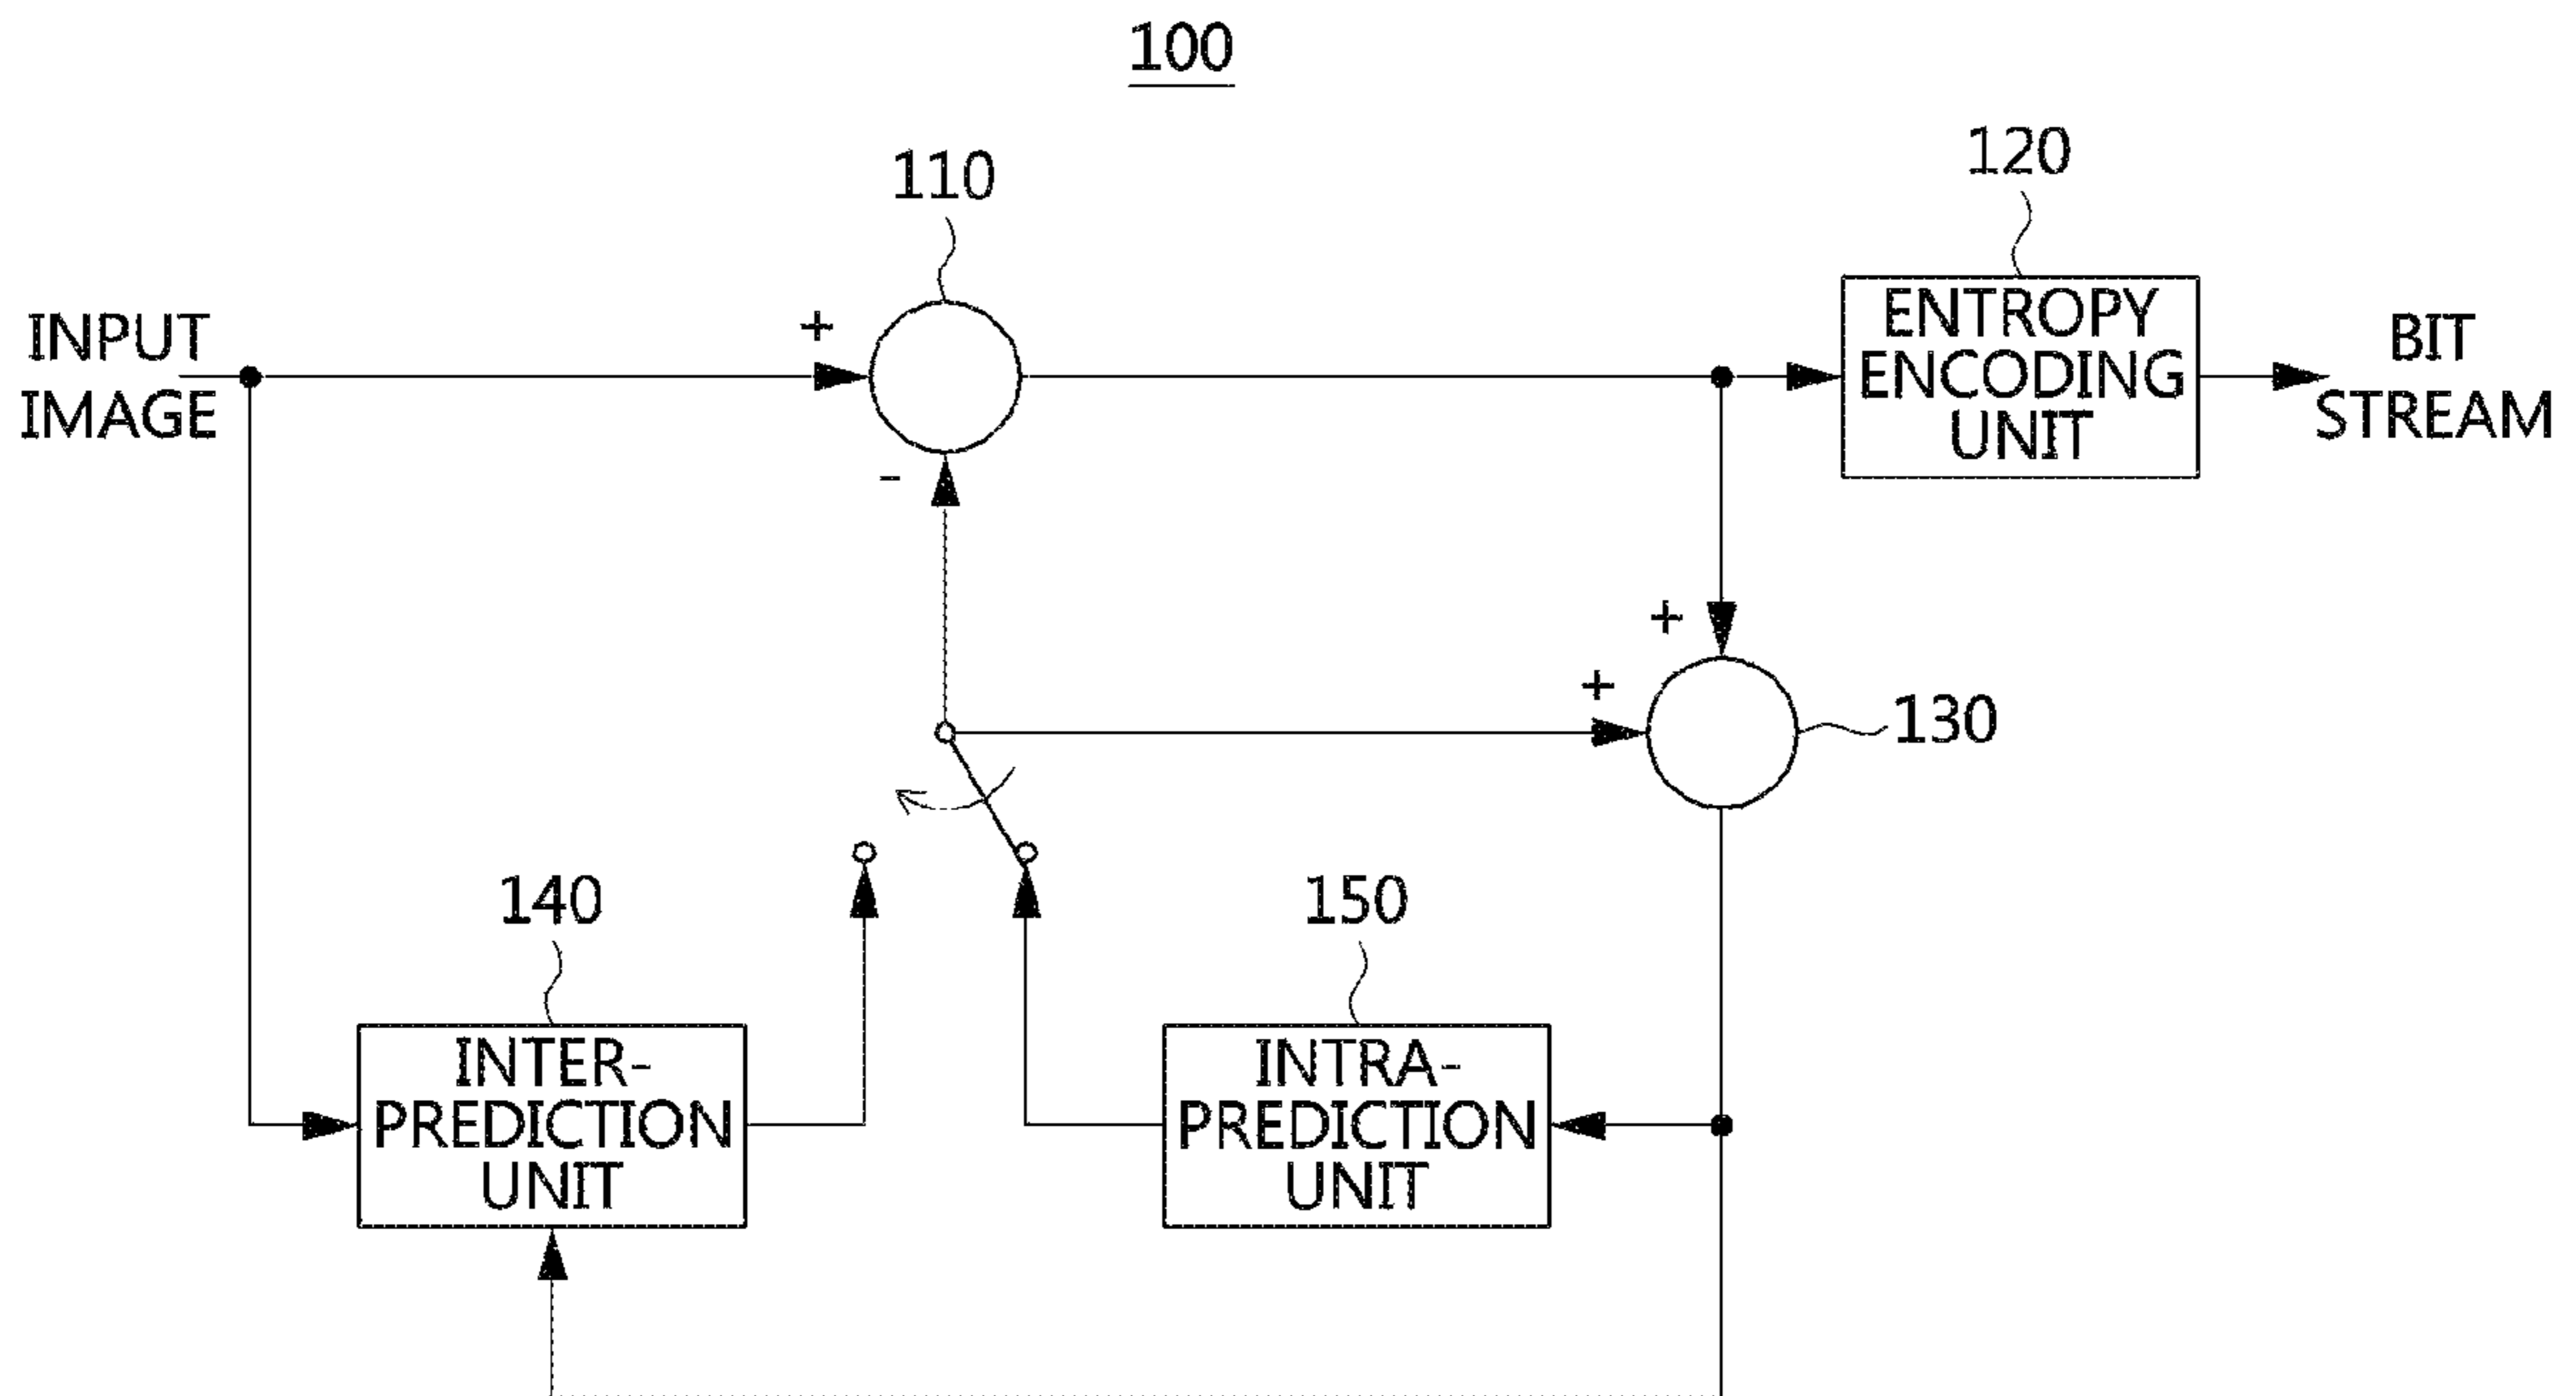 100
110
120
INPUT
IMAGE
+
-
ENTROPY
ENCODING
UNIT
BIT
STREAM
+
+
130
140
150
INTER-
PREDICTION
UNIT
INTRA-
PREDICTION
UNIT